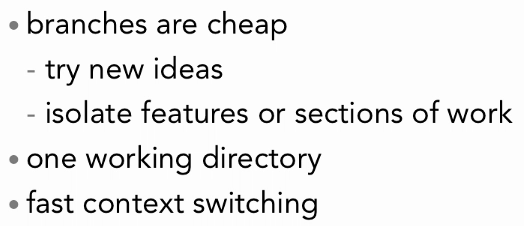 • branches are cheap
- try new ideas
- isolate features or sections of work
• one working directory
• fast context switching